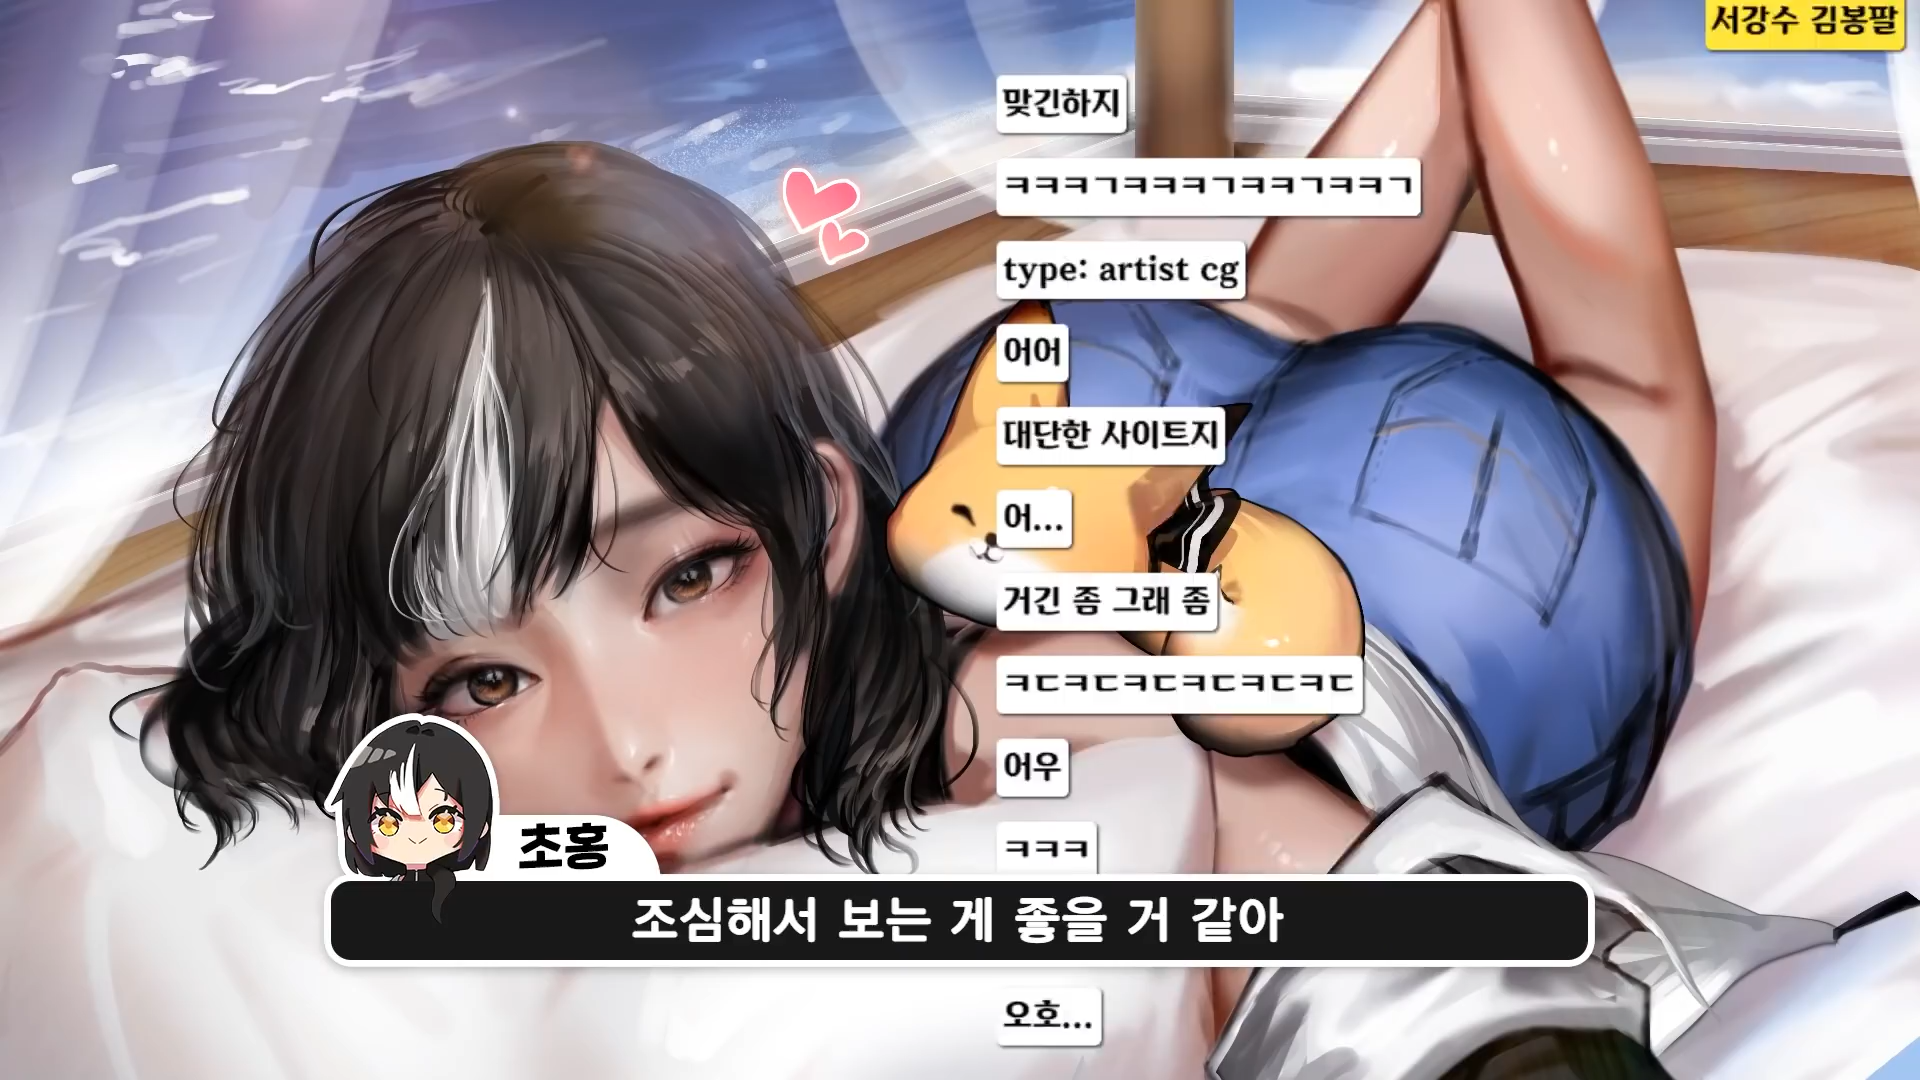 서강수 김봉팔
맞긴하지
ㅋㅋㅋㄱㅋㅋㅋㄱㅋㅋㄱㅋㅋㄱ
type: artist cg
어어
대단한 사이트지
어...
거긴 좀 그래 좀
ㅋㄷㅋㄷㅋㄷㅋㄷㅋㄷㅋㄷ
어우
ㅋㅋㅋ
초홍
조심해서 보는 게 좋을 거 같아
오호...